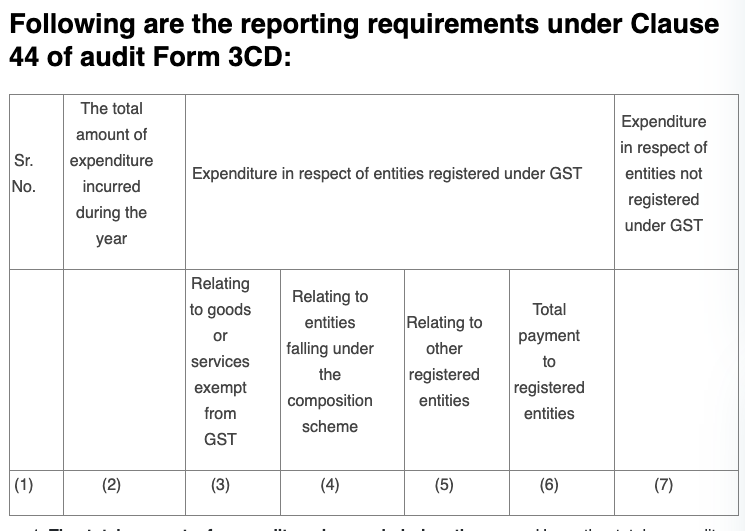 Following are the reporting requirements under Clause
44 of audit Form 3CD:
Sr.
No.
The total
amount of
expenditure
incurred
during the
year
Expenditure in respect of entities registered under GST
Expenditure
in respect of
entities not
registered
under GST
Relating
to goods
or
services
exempt
from
GST
Relating to
entities
falling under
the
composition
scheme
Relating to
other
registered
entities
Total
payment
to
registered
entities
(1)
(2)
(3)
(4)
(5)
(6)
(7)